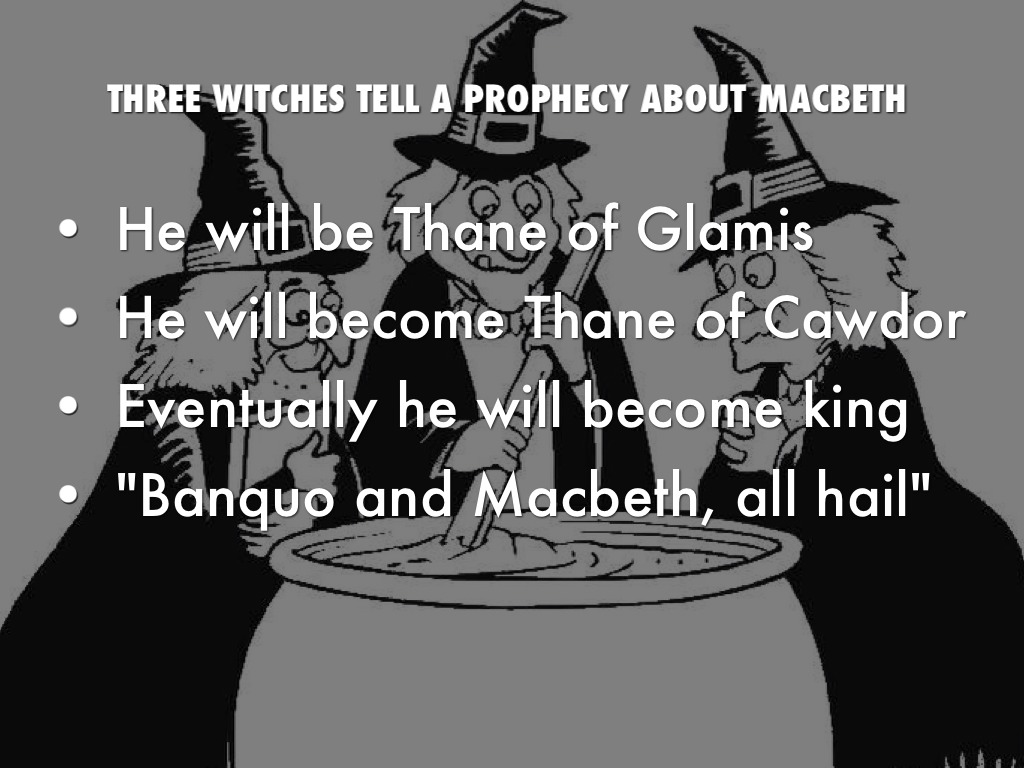 THREE WITCHES TELL A PROPHECY ABOUT MACBETH
• He will be Thane of Glamis
• He will become Thane of Cawdor
• Eventually he will become king
• "Banquo and Macbeth, all hail"